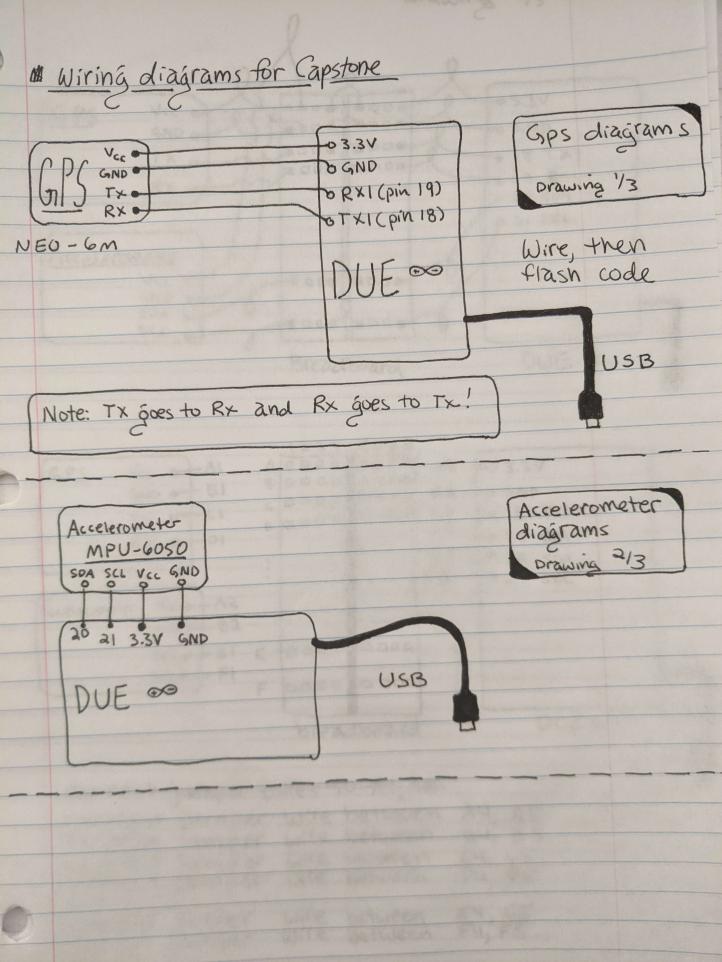 Wiring diagrams for Capstone
GPS
Vcc
GND
Tx
RX
NEO-6M
3.3V
GND
RX1 (pin 19)
TX1 (pin 18)
DUE ∞
Gps diagrams
Drawing 1/3
Wire, then
flash code
USB
Note: Tx goes to Rx and Rx goes to Tx!
Accelerometer
MPU-6050
SDA SCL Vcc GND
20 21 3.3V GND
DUE ∞
USB
Accelerometer
diagrams
Drawing 2/3